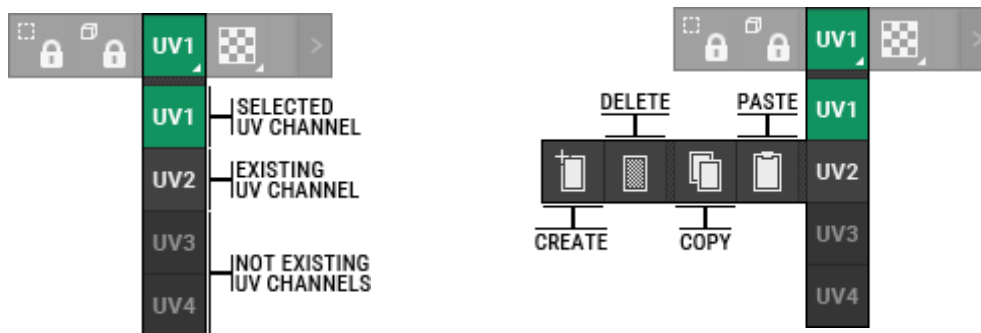 UV1
UV1
SELECTED
UV CHANNEL
UV2
EXISTING
UV CHANNEL
UV3
NOT EXISTING
UV CHANNELS
UV4
UV1
DELETE
PASTE
UV1
UV2
CREATE
COPY
UV3
UV4